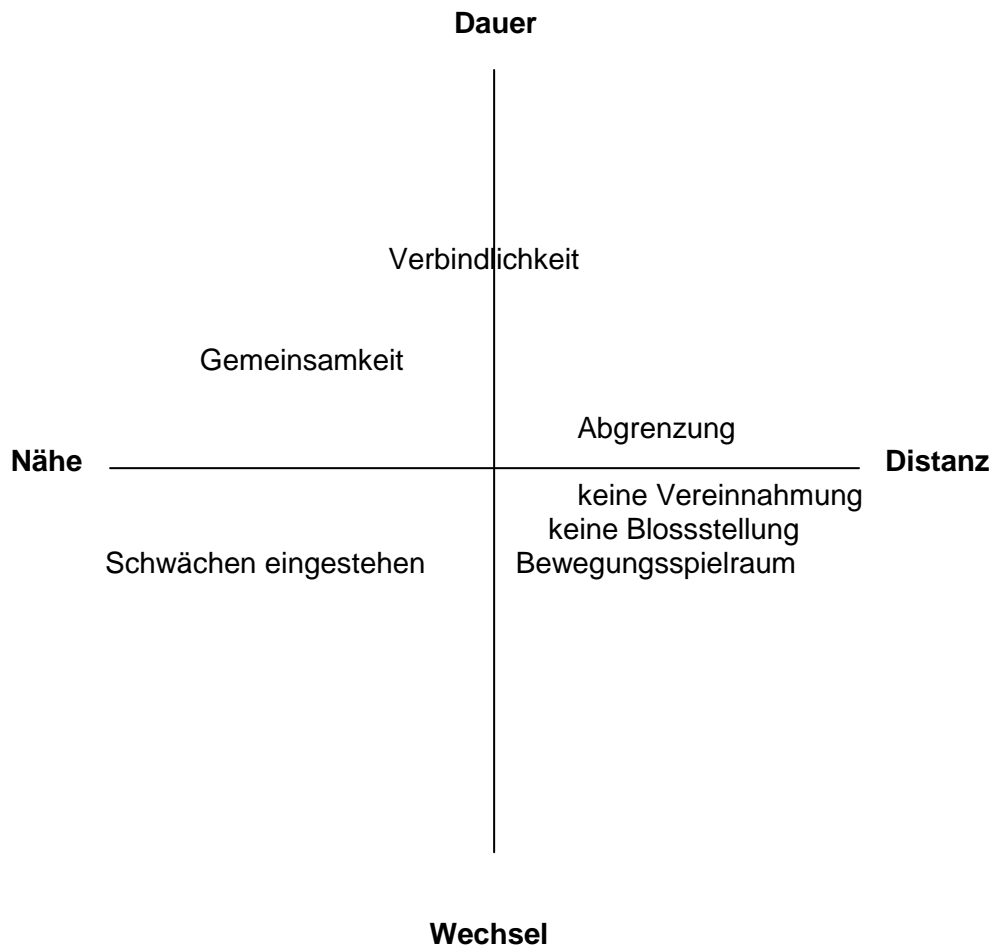 Dauer
Verbindlichkeit
Gemeinsamkeit
Abgrenzung
Nähe
Distanz
keine Vereinnahmung
keine Blossstellung
Schwächen eingestehen
Bewegungsspielraum
Wechsel